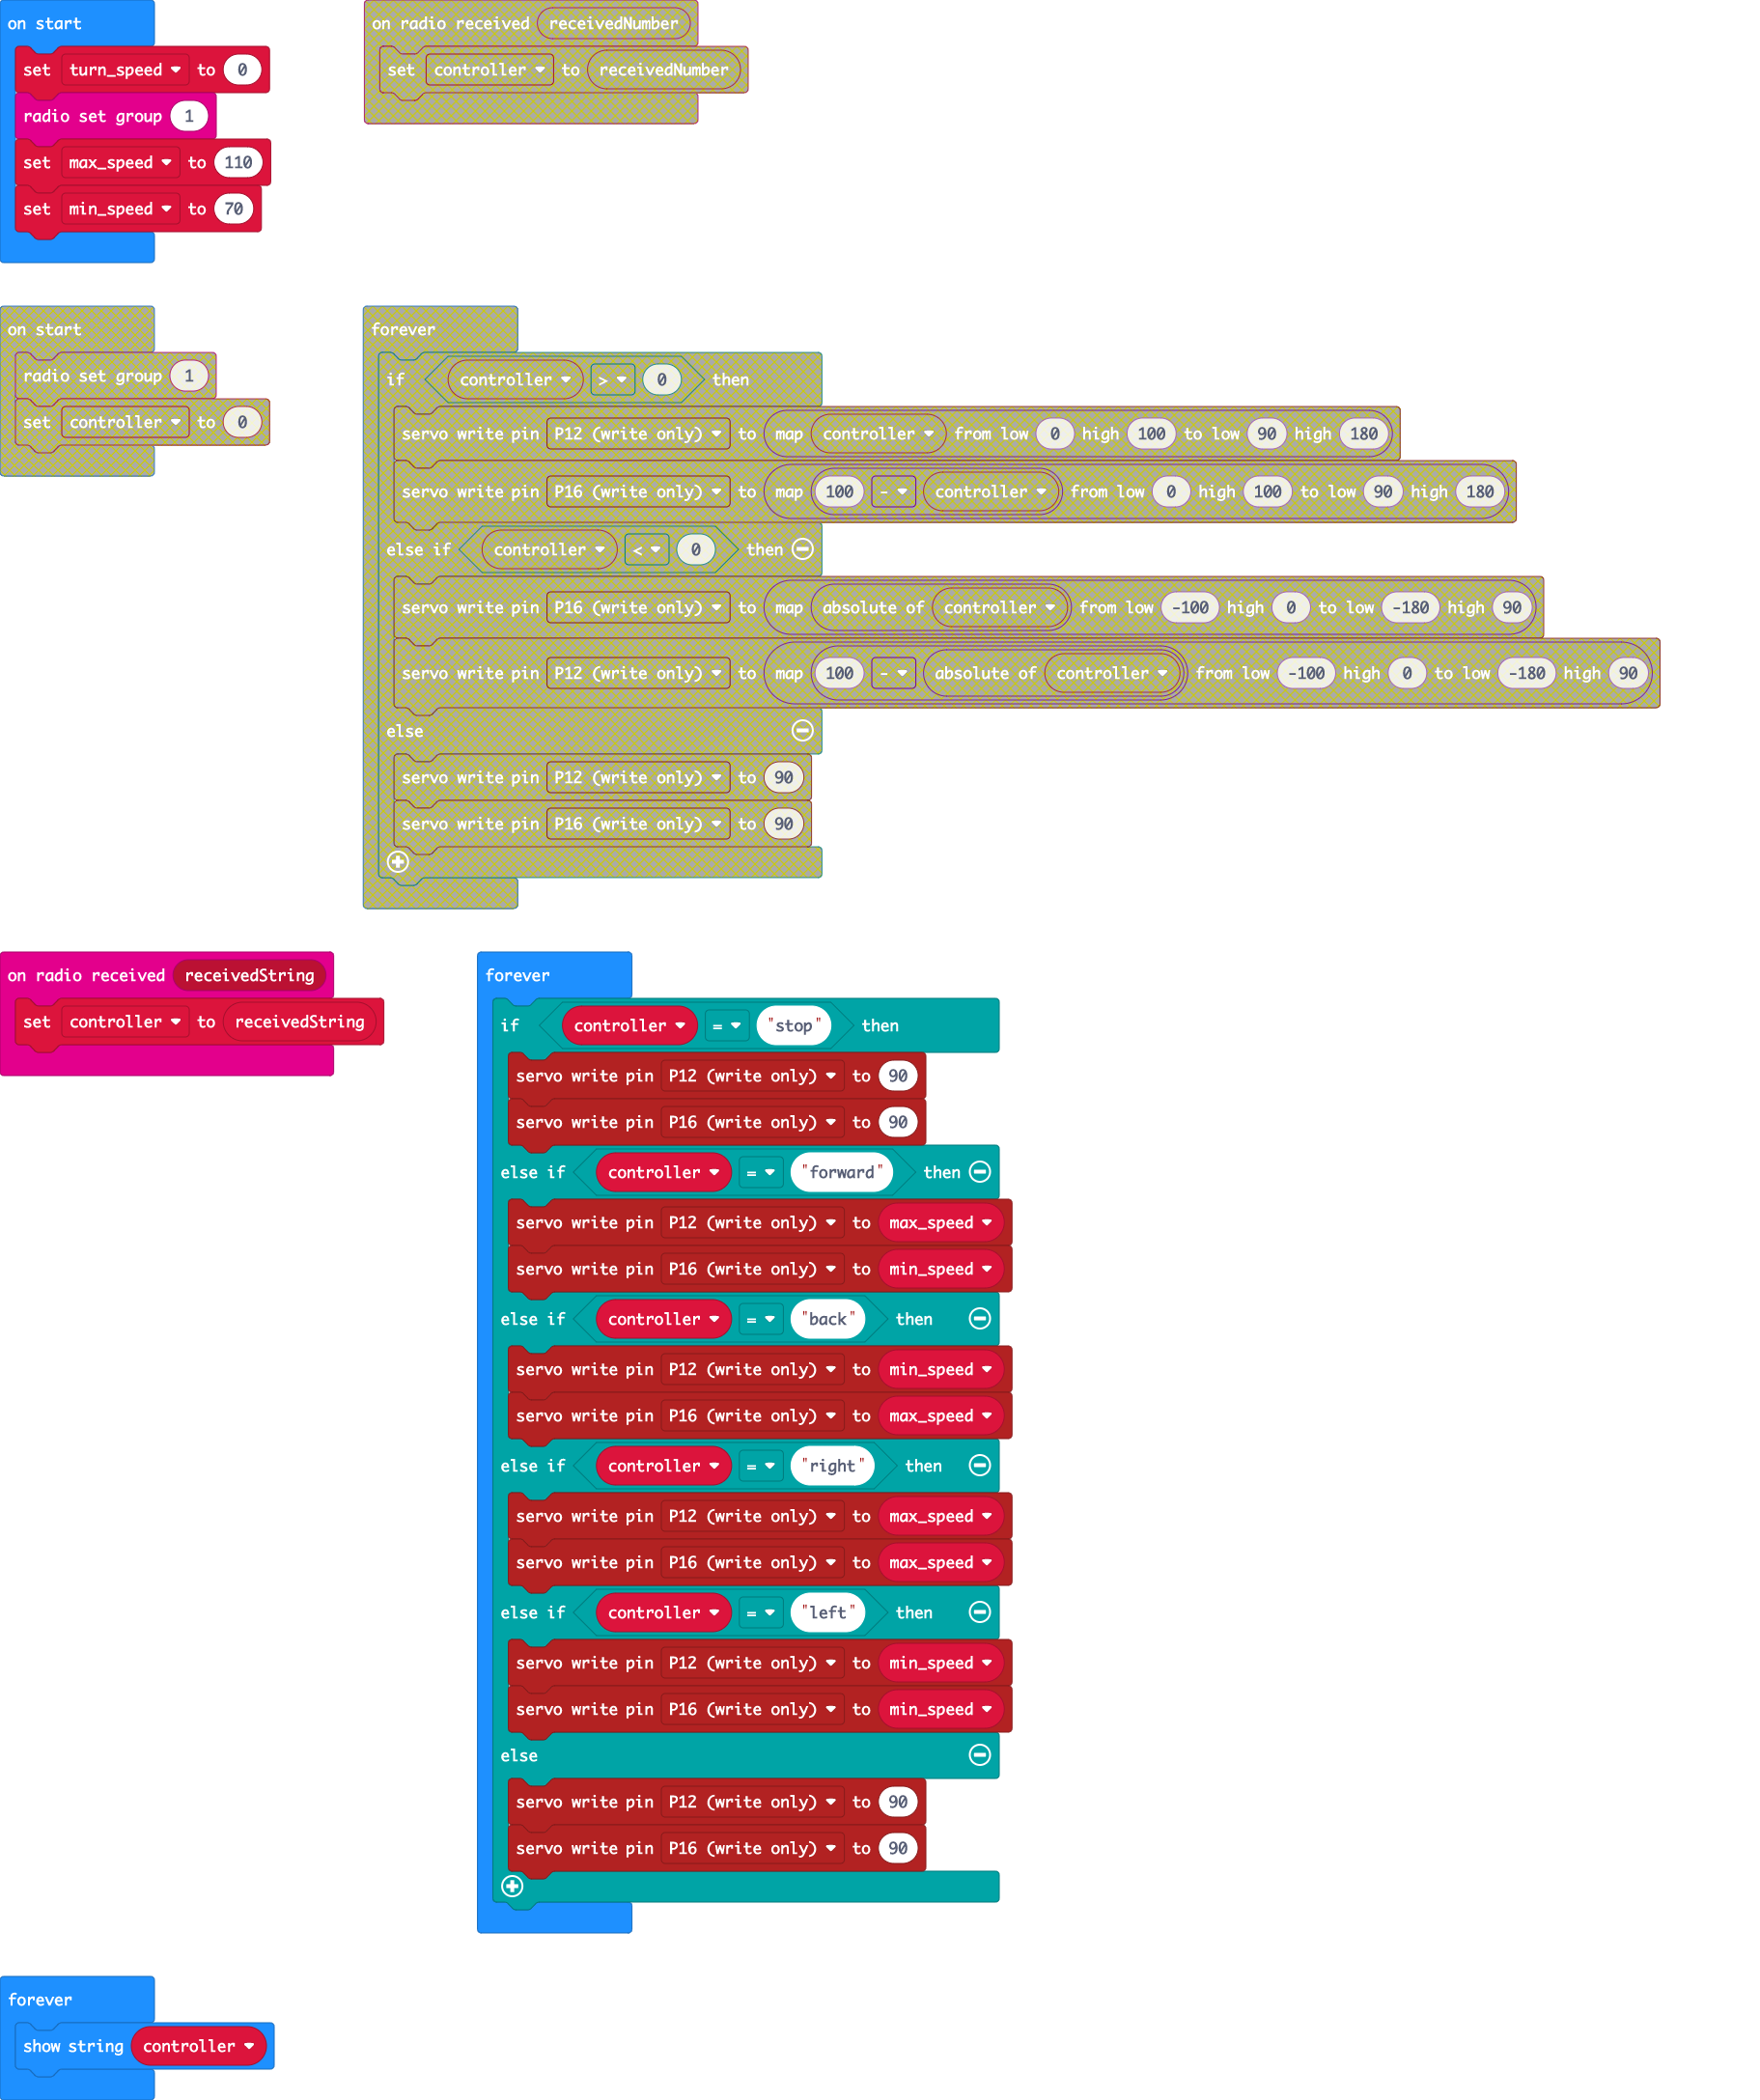 on start
set turn_speed to 0
radio set group 1
set max_speed to 110
set min_speed to 70
on radio received receivedNumber
set controller to receivedNumber
on start
radio set group 1
set controller to 0
forever
if controller > 0 then
servo write pin P12 (write only) to map controller from low 0 high 100 to low 90 high 180
servo write pin P16 (write only) to map 100 - controller from low 0 high 100 to low 90 high 180
else if controller < 0 then
servo write pin P16 (write only) to map absolute of controller from low -100 high 0 to low -180 high 90
servo write pin P12 (write only) to map 100 - absolute of controller from low -100 high 0 to low -180 high 90
else
servo write pin P12 (write only) to 90
servo write pin P16 (write only) to 90
on radio received receivedString
set controller to receivedString
forever
if controller = "stop" then
servo write pin P12 (write only) to 90
servo write pin P16 (write only) to 90
else if controller = "forward" then
servo write pin P12 (write only) to max_speed
servo write pin P16 (write only) to min_speed
else if controller = "back" then
servo write pin P12 (write only) to min_speed
servo write pin P16 (write only) to max_speed
else if controller = "right" then
servo write pin P12 (write only) to max_speed
servo write pin P16 (write only) to max_speed
else if controller = "left" then
servo write pin P12 (write only) to min_speed
servo write pin P16 (write only) to min_speed
else
servo write pin P12 (write only) to 90
servo write pin P16 (write only) to 90
forever
show string controller